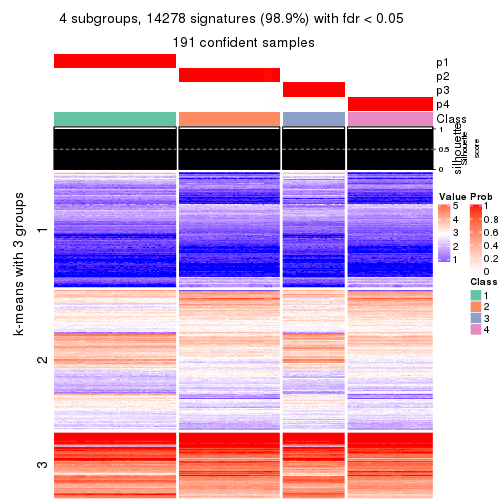 4 subgroups, 14278 signatures (98.9%) with fdr < 0.05
191 confident samples
p1
p2
p3
p4
Class
1
0.5
0
silhouette
Silhouette
score
k-means with 3 groups
1
2
3
Value
5
4
3
2
1
Prob
1
0.8
0.6
0.4
0.2
0
Class
1
2
3
4